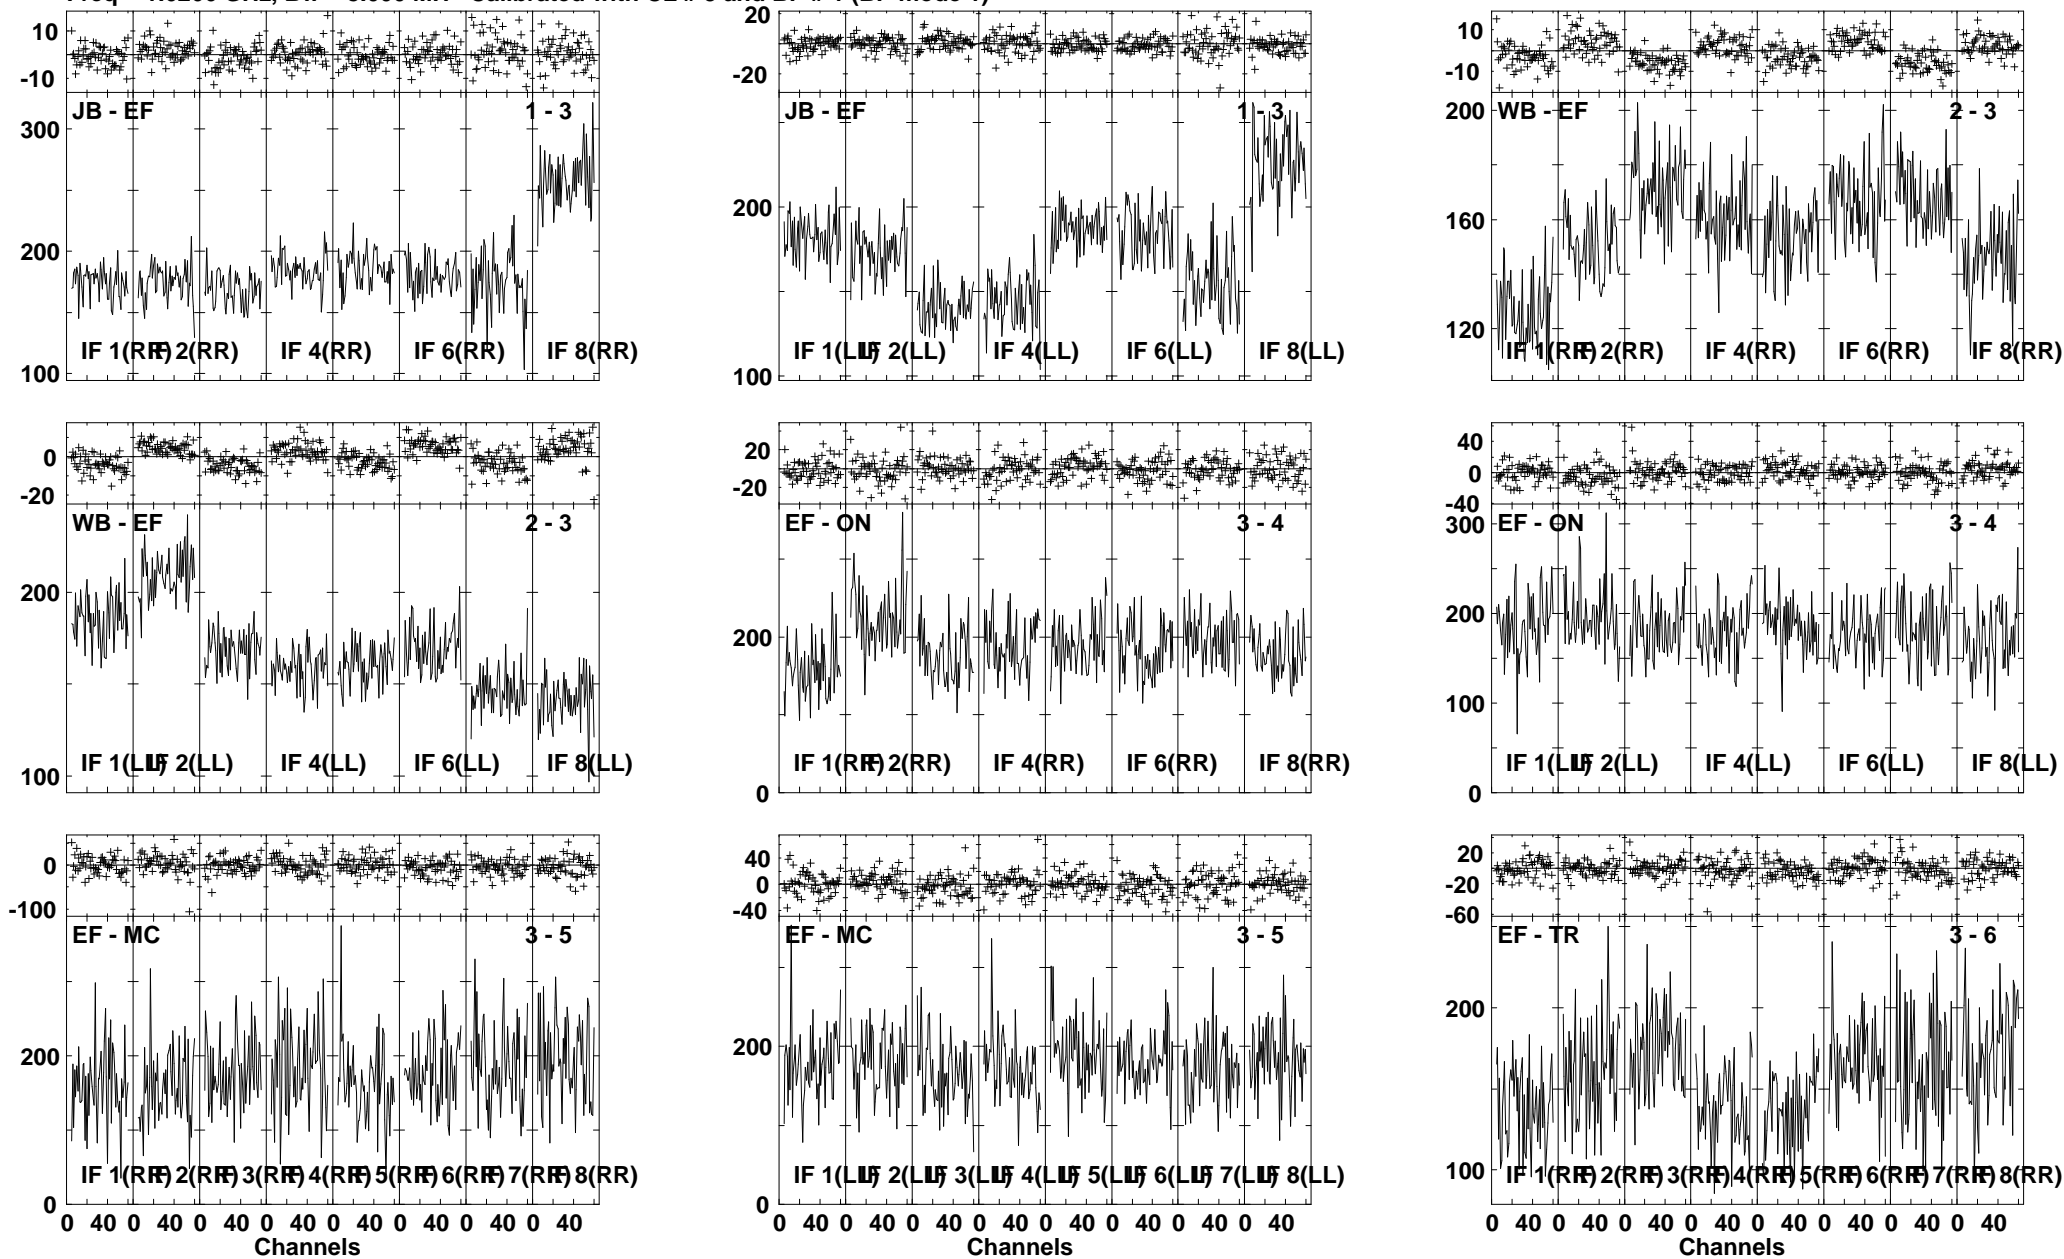 10 20 10
0
-10 -20 -10
JB - EF 1 - 3 JB - EF 1 - 3 WB - EF 2 - 3
300 200
200 200 160
120
IF 1(RR) IF 2(RR) IF 4(RR) IF 6(RR) IF 8(RR) IF 1(LL) IF 2(LL) IF 4(LL) IF 6(LL) IF 8(LL) IF 1(RR) IF 2(RR) IF 4(RR) IF 6(RR) IF 8(RR)
100 100
0 20 40
-20 -20 0
-40
WB - EF 2 - 3 EF - ON 3 - 4 EF - ON 3 - 4
300
200 200 200
100
IF 1(LL) IF 2(LL) IF 4(LL) IF 6(LL) IF 8(LL) IF 1(RR) IF 2(RR) IF 4(RR) IF 6(RR) IF 8(RR) IF 1(LL) IF 2(LL) IF 4(LL) IF 6(LL) IF 8(LL)
100 0 0
0 40 20
0 -20
-100 -40 -60
EF - MC 3 - 5 EF - MC 3 - 5 EF - TR 3 - 6
200 200 200
IF 1(RR) IF 2(RR) IF 3(RR) IF 4(RR) IF 5(RR) IF 6(RR) IF 7(RR) IF 8(RR) IF 1(LL) IF 2(LL) IF 3(LL) IF 4(LL) IF 5(LL) IF 6(LL) IF 7(LL) IF 8(LL) IF 1(RR) IF 2(RR) IF 3(RR) IF 4(RR) IF 5(RR) IF 6(RR) IF 7(RR) IF 8(RR)
0 0 100
0 40 0 40 0 40 0 40 0 40 0 40 0 40 0 40 0 40 0 40 0 40 0 40 0 40 0 40 0 40 0 40 0 40 0 40 0 40 0 40 0 40 0 40 0 40 0 40
Channels Channels Channels